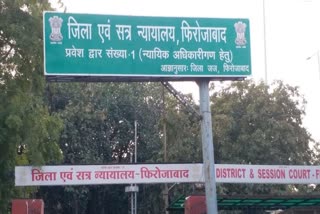 जिला एवं सत्र न्यायालय, फिरोजाबाद
प्रवेश द्वार संख्या-1 (न्यायिक अधिकारीगण हेतु)
आज्ञानुसारः जिला जज, फिरोजाबाद
जिला एवं सत्र न्यायालय-फिरोजाबाद DISTRICT & SESSION COURT-F